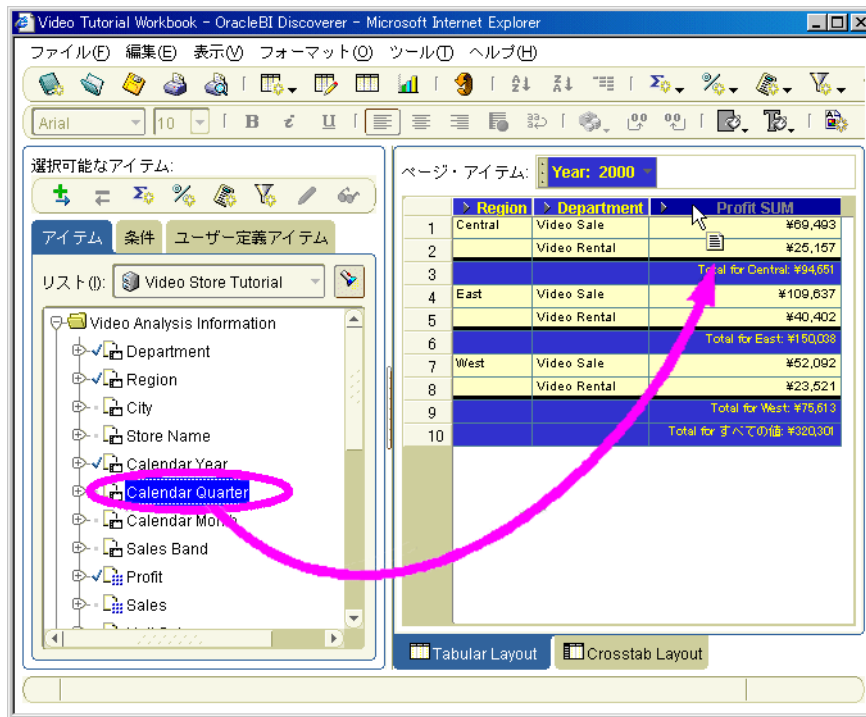 Video Tutorial Workbook - OracleBI Discoverer - Microsoft Internet Explorer
ファイル(F) 編集(E) 表示(V) フォーマット(O) ツール(T) ヘルプ(H)
Arial 10 B i U
選択可能なアイテム:
アイテム 条件 ユーザー定義アイテム
リスト(I): Video Store Tutorial
Video Analysis Information
Department
Region
City
Store Name
Calendar Year
Calendar Quarter
Calendar Month
Sales Band
Profit
Sales
ページ・アイテム: Year: 2000
Region Department Profit SUM
1 Central Video Sale ¥69,493
2 Video Rental ¥25,157
3 Total for Central: ¥94,651
4 East Video Sale ¥109,637
5 Video Rental ¥40,402
6 Total for East: ¥150,038
7 West Video Sale ¥52,092
8 Video Rental ¥23,521
9 Total for West: ¥75,613
10 Total for すべての値: ¥320,301
Tabular Layout Crosstab Layout